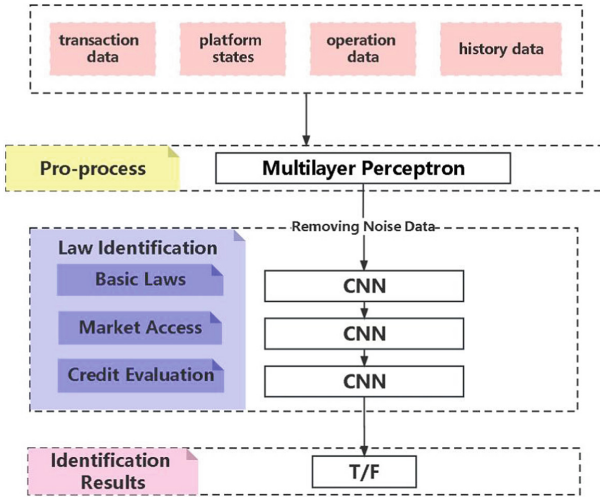 transaction
data
platform
states
operation
data
history data
Pro-process
Multilayer Perceptron
Removing Noise Data
Law Identification
Basic Laws
CNN
Market Access
CNN
Credit Evaluation
CNN
Identification
Results
T/F